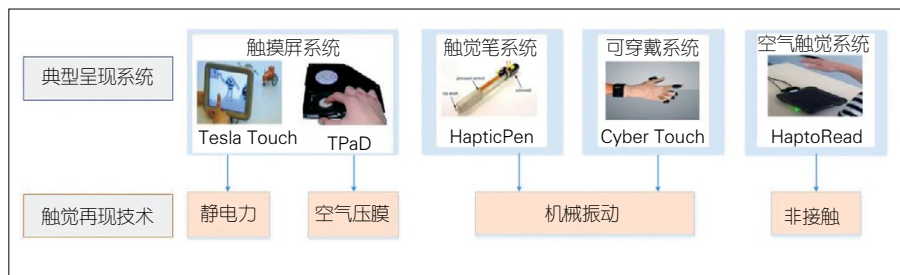 触摸屏系统
触觉笔系统
可穿戴系统
空气触觉系统
典型呈现系统
Tesla Touch
TPaD
HapticPen
Cyber Touch
HaptoRead
触觉再现技术
静电力
空气压膜
机械振动
非接触